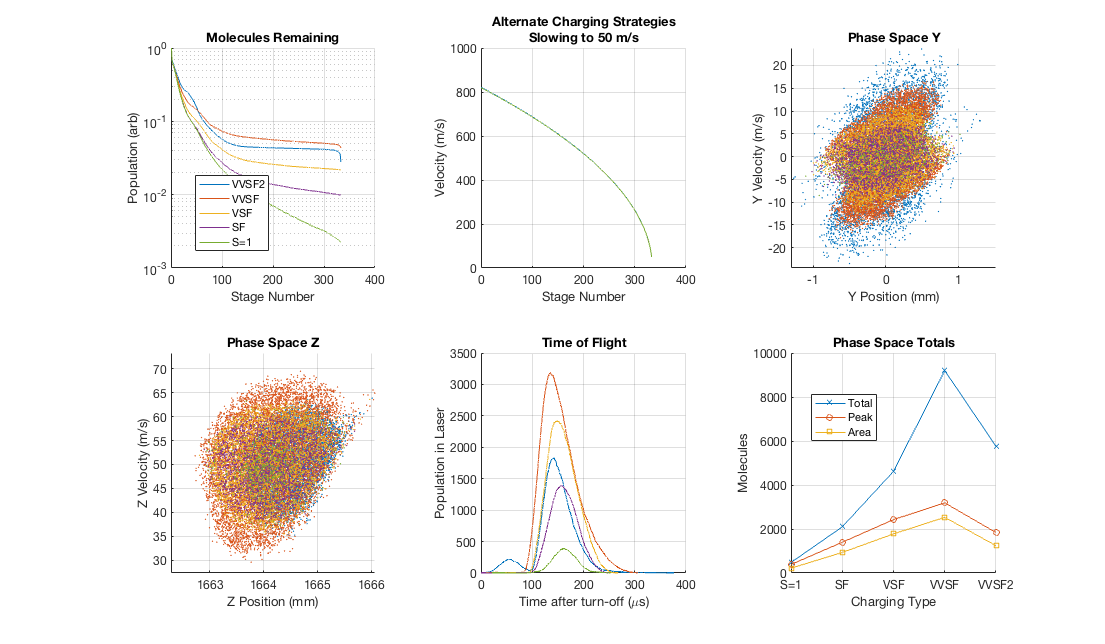 Molecules Remaining
10^0
10^-1
10^-2
10^-3
0 100 200 300 400
Population (arb)
Stage Number
VVSF2
VVSF
VSF
SF
S=1
Alternate Charging Strategies
Slowing to 50 m/s
1000
800
600
400
200
0
0 100 200 300 400
Velocity (m/s)
Stage Number
Phase Space Y
20
15
10
5
0
-5
-10
-15
-20
-1 0 1
Y Velocity (m/s)
Y Position (mm)
Phase Space Z
70
65
60
55
50
45
40
35
30
1663 1664 1665 1666
Z Velocity (m/s)
Z Position (mm)
Time of Flight
3500
3000
2500
2000
1500
1000
500
0
0 100 200 300 400
Population in Laser
Time after turn-off (μs)
Phase Space Totals
10000
8000
6000
4000
2000
0
S=1 SF VSF VVSF VVSF2
Molecules
Charging Type
Total
Peak
Area